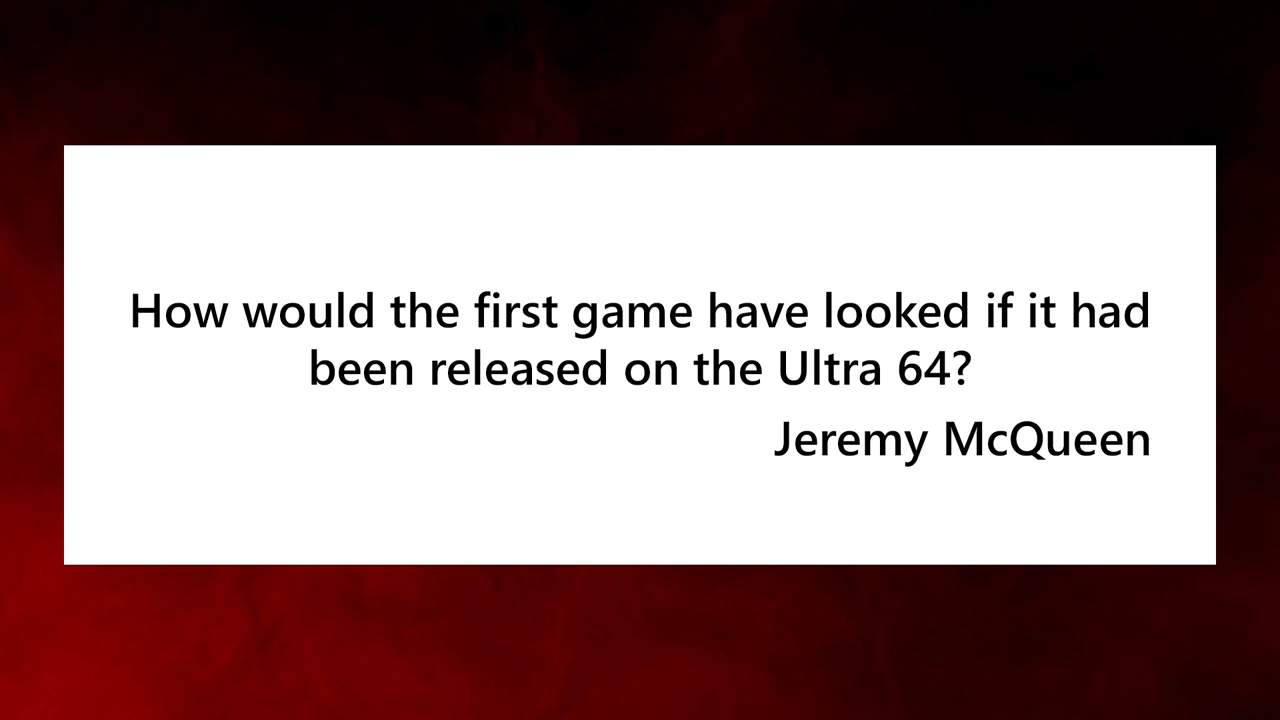 How would the first game have looked if it had
been released on the Ultra 64?
Jeremy McQueen